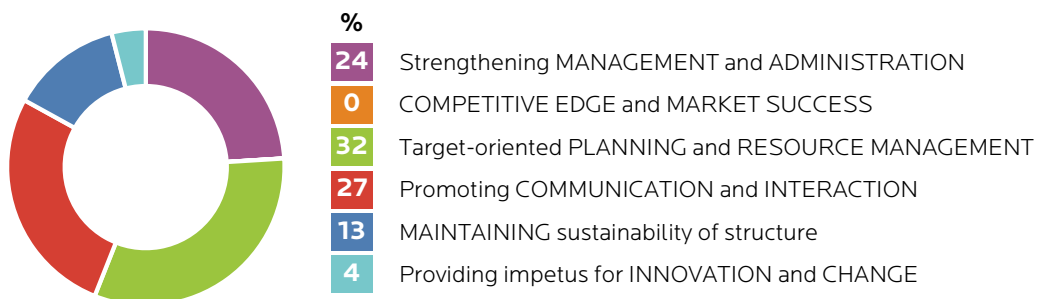 %
24 Strengthening MANAGEMENT and ADMINISTRATION
0 COMPETITIVE EDGE and MARKET SUCCESS
32 Target-oriented PLANNING and RESOURCE MANAGEMENT
27 Promoting COMMUNICATION and INTERACTION
13 MAINTAINING sustainability of structure
4 Providing impetus for INNOVATION and CHANGE